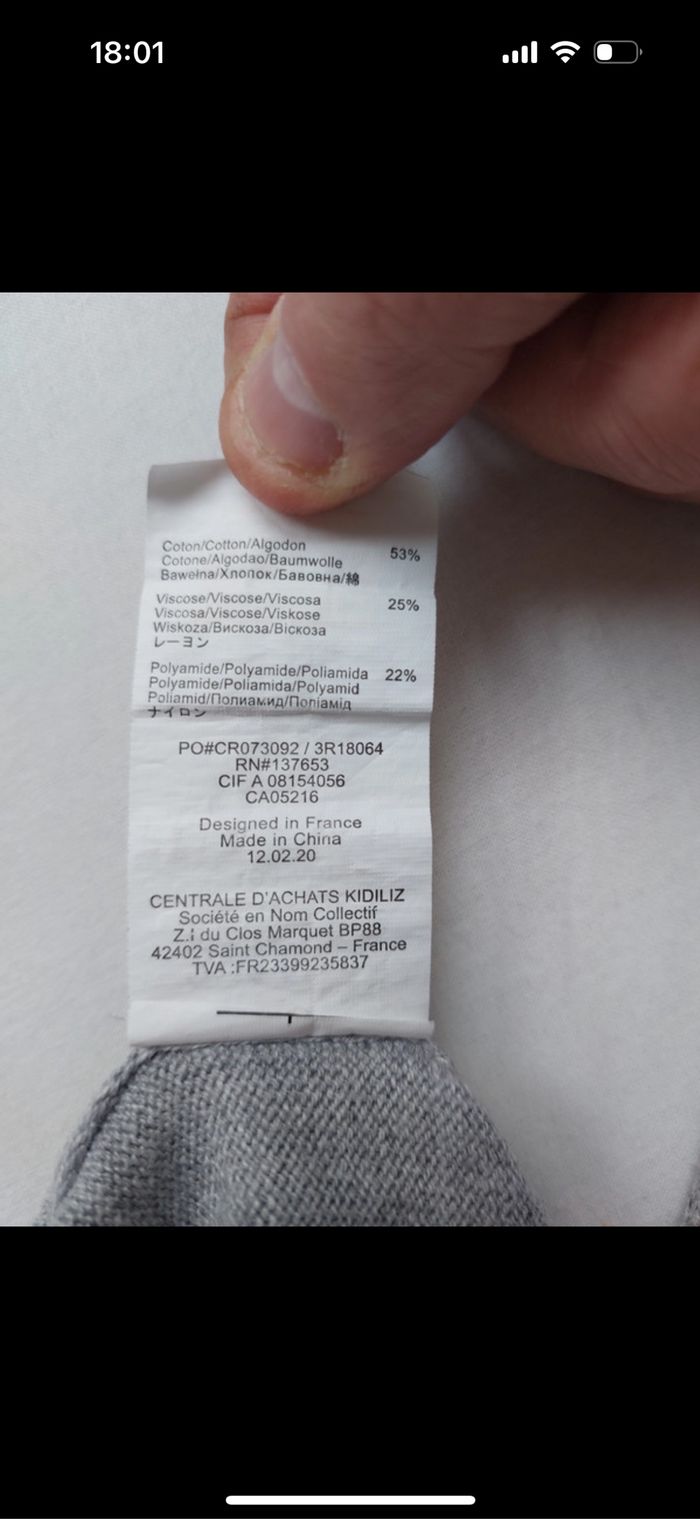 18:01
Coton/Cotton/Algodon
Cotone/Algodao/Baumwolle 53%
Bawełna/Хлопок/Бавовна/綿
Viscose/Viscose/Viscosa
Viscosa/Viscose/Viskose 25%
Wiskoza/Вискоза/Віскоза
レーヨン
Polyamide/Polyamide/Poliamida 22%
Polyamide/Poliamida/Polyamid
Poliamid/Полиамид/Поліамід
ナイロン
PO#CR073092 / 3R18064
RN#137653
CIF A 08154056
CA05216
Designed in France
Made in China
12.02.20
CENTRALE D'ACHATS KIDILIZ
Société en Nom Collectif
Z.I du Clos Marquet BP88
42402 Saint Chamond – France
TVA :FR23399235837